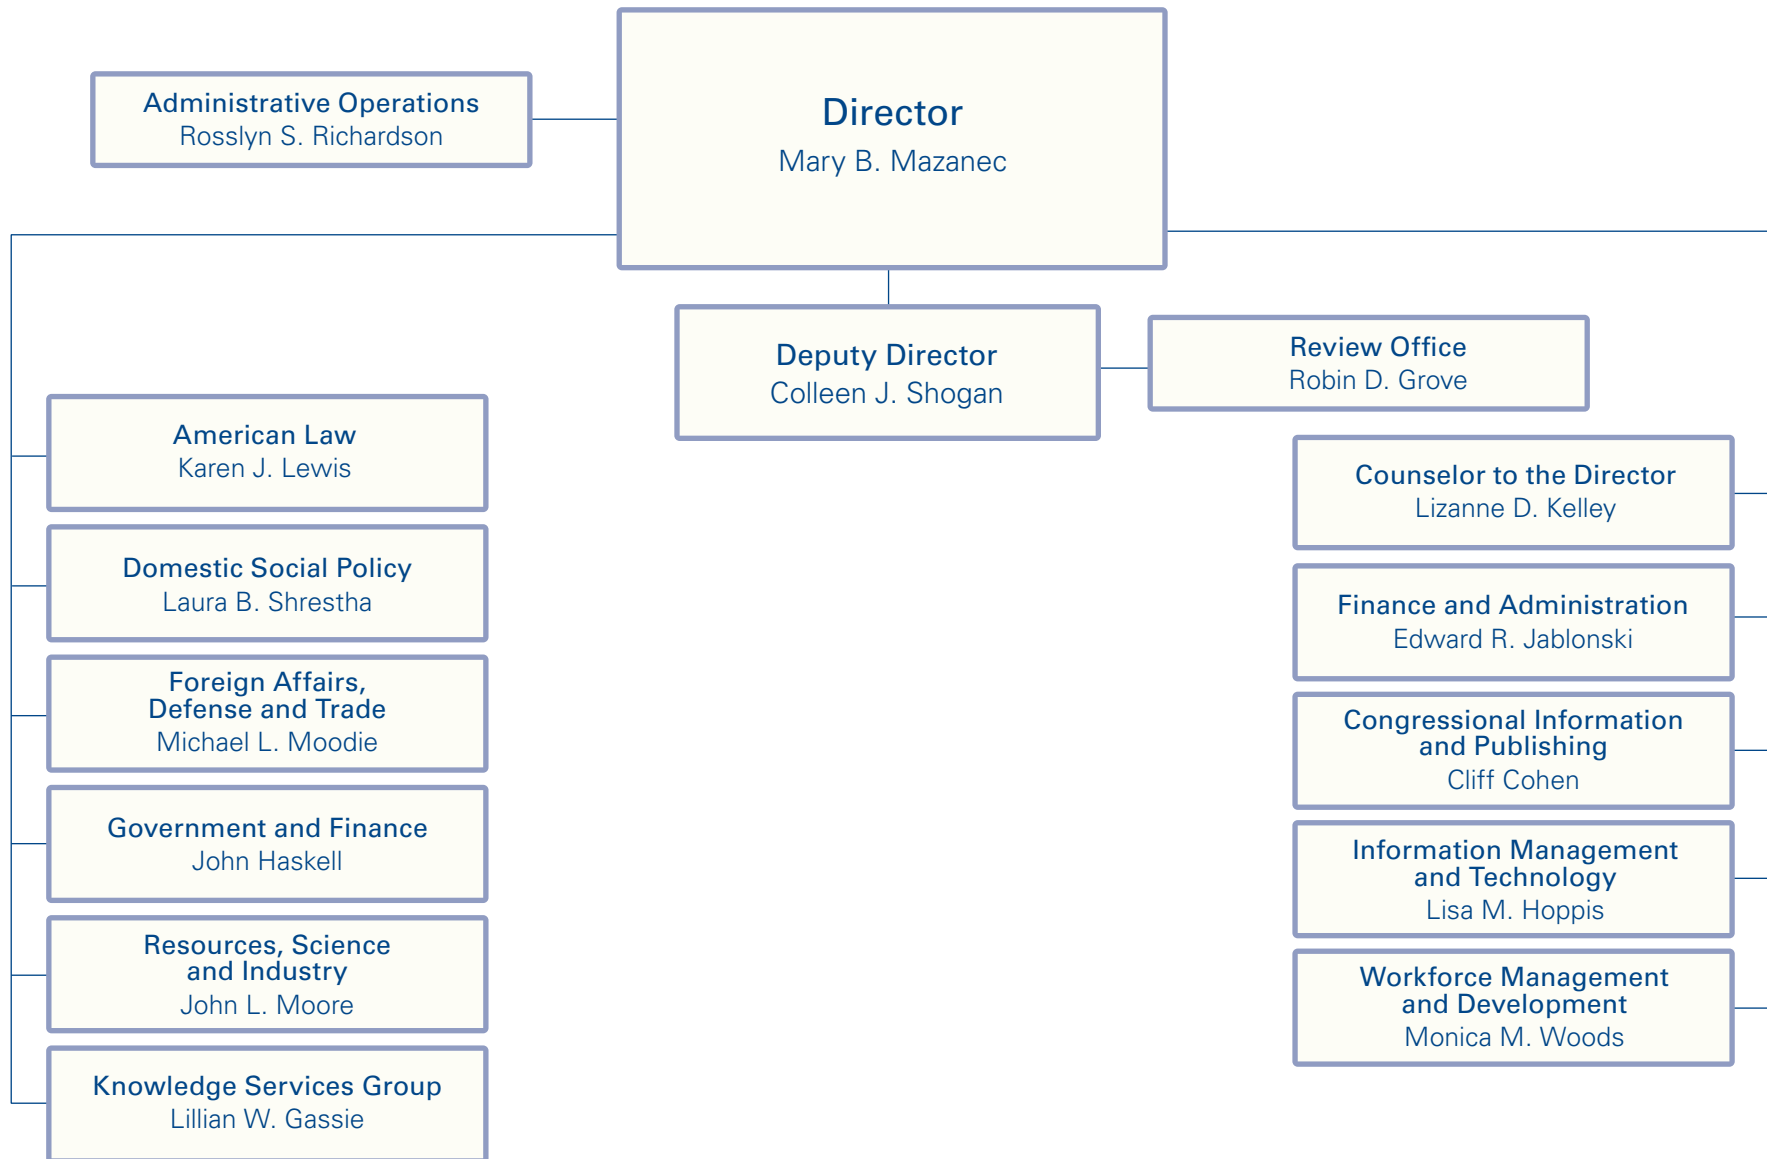 Director
Mary B. Mazanec
Administrative Operations
Rosslyn S. Richardson
Deputy Director
Colleen J. Shogan
Review Office
Robin D. Grove
American Law
Karen J. Lewis
Domestic Social Policy
Laura B. Shrestha
Foreign Affairs,
Defense and Trade
Michael L. Moodie
Government and Finance
John Haskell
Resources, Science
and Industry
John L. Moore
Knowledge Services Group
Lillian W. Gassie
Counselor to the Director
Lizanne D. Kelley
Finance and Administration
Edward R. Jablonski
Congressional Information
and Publishing
Cliff Cohen
Information Management
and Technology
Lisa M. Hoppis
Workforce Management
and Development
Monica M. Woods